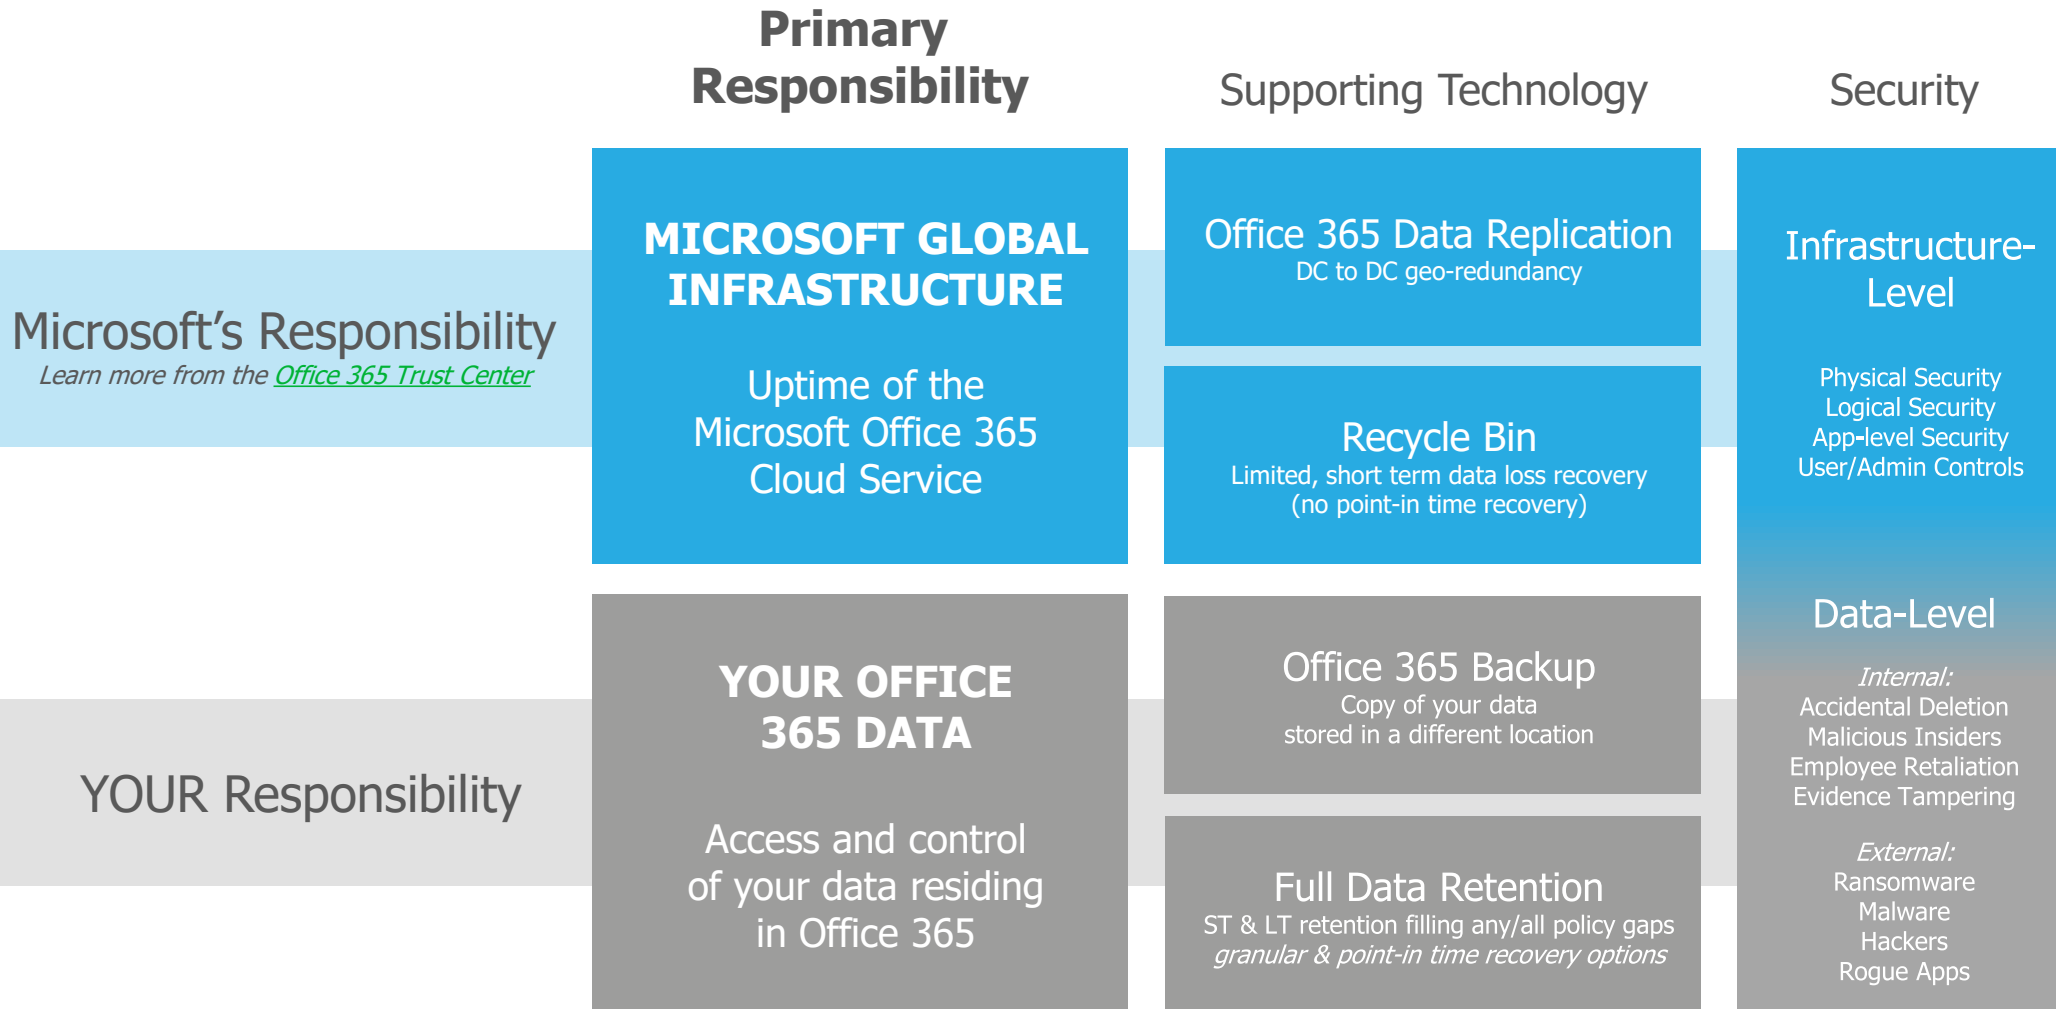 Primary
Responsibility
Supporting Technology
Security
Microsoft’s Responsibility
Learn more from the Office 365 Trust Center
MICROSOFT GLOBAL
INFRASTRUCTURE
Uptime of the
Microsoft Office 365
Cloud Service
Office 365 Data Replication
DC to DC geo-redundancy
Recycle Bin
Limited, short term data loss recovery
(no point-in time recovery)
Infrastructure-
Level
Physical Security
Logical Security
App-level Security
User/Admin Controls
YOUR Responsibility
YOUR OFFICE
365 DATA
Access and control
of your data residing
in Office 365
Office 365 Backup
Copy of your data
stored in a different location
Full Data Retention
ST & LT retention filling any/all policy gaps
granular & point-in time recovery options
Data-Level
Internal:
Accidental Deletion
Malicious Insiders
Employee Retaliation
Evidence Tampering
External:
Ransomware
Malware
Hackers
Rogue Apps